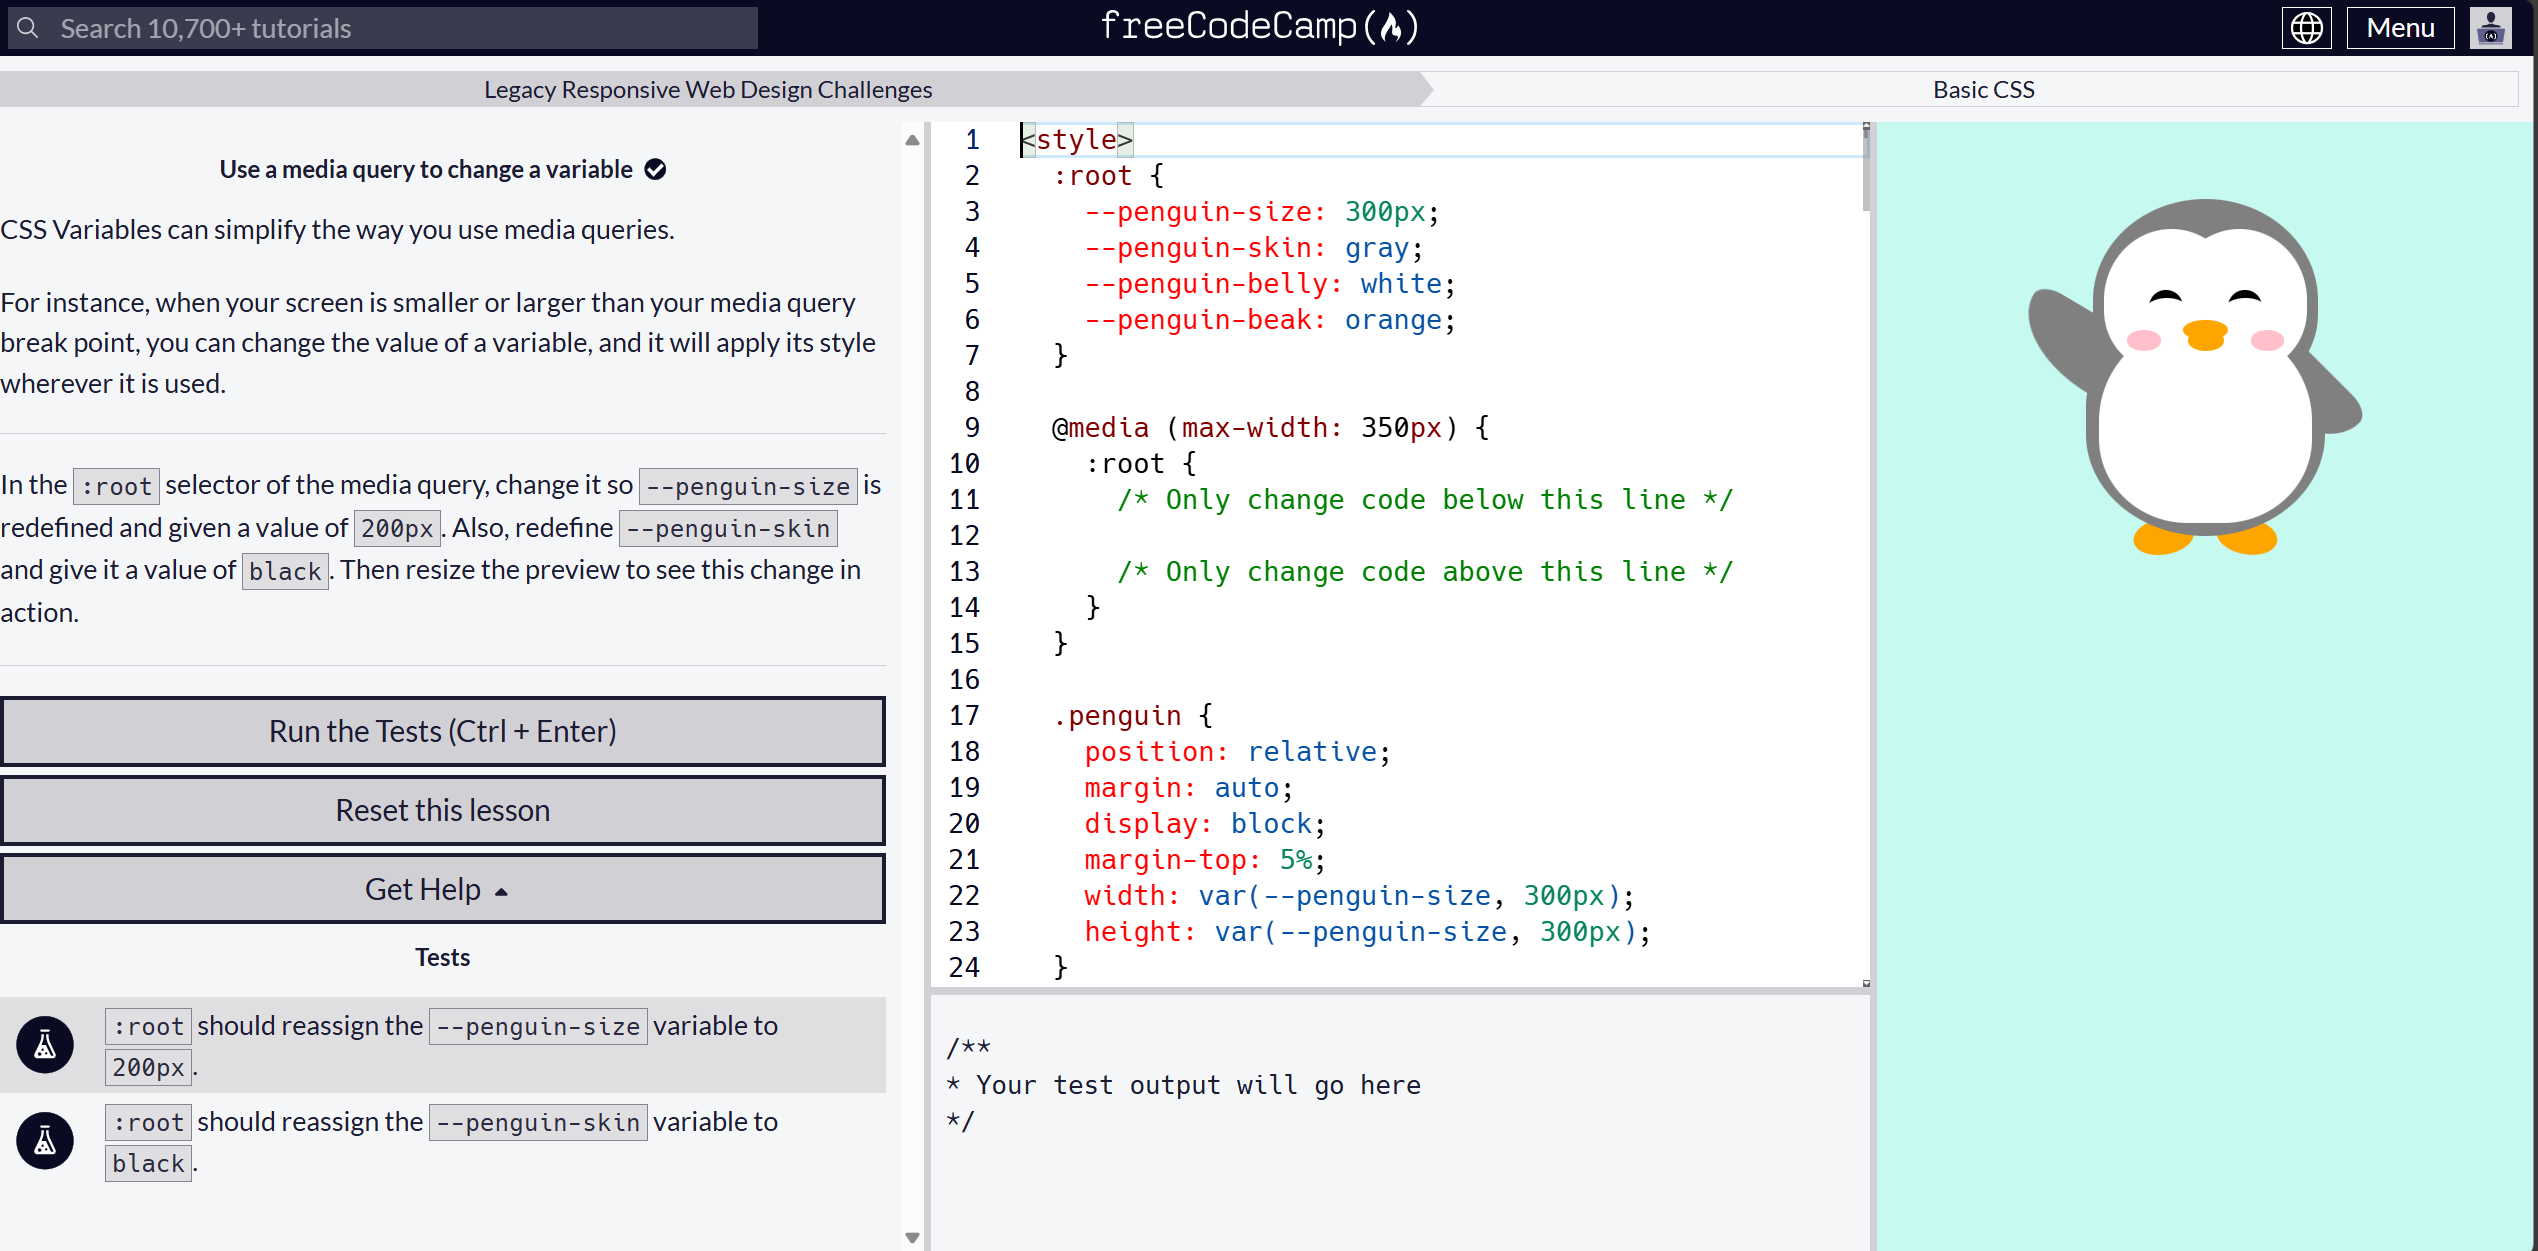 Search 10,700+ tutorials
freeCodeCamp(🔥)
Menu
Legacy Responsive Web Design Challenges
Basic CSS
Use a media query to change a variable
CSS Variables can simplify the way you use media queries.
For instance, when your screen is smaller or larger than your media query
break point, you can change the value of a variable, and it will apply its style
wherever it is used.
In the :root selector of the media query, change it so --penguin-size is
redefined and given a value of 200px. Also, redefine --penguin-skin
and give it a value of black. Then resize the preview to see this change in
action.
Run the Tests (Ctrl + Enter)
Reset this lesson
Get Help
Tests
:root should reassign the --penguin-size variable to
200px.
:root should reassign the --penguin-skin variable to
black.
1 <style>
2 :root {
3 --penguin-size: 300px;
4 --penguin-skin: gray;
5 --penguin-belly: white;
6 --penguin-beak: orange;
7 }
8
9 @media (max-width: 350px) {
10 :root {
11 /* Only change code below this line */
12
13 /* Only change code above this line */
14 }
15 }
16
17 .penguin {
18 position: relative;
19 margin: auto;
20 display: block;
21 margin-top: 5%;
22 width: var(--penguin-size, 300px);
23 height: var(--penguin-size, 300px);
24 }
/**
* Your test output will go here
*/